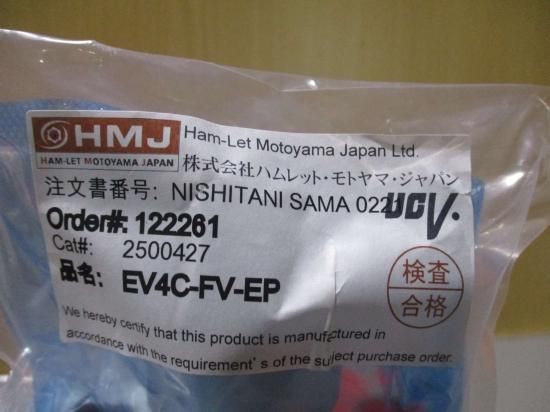 HMJ
HAM-LET MOTOYAMA JAPAN
Ham-Let Motoyama Japan Ltd.
株式会社ハムレット・モトヤマ・ジャパン
注文書番号: NISHITANI SAMA
UCV.
Order#: 122261
Cat#: 2500427
品名: EV4C-FV-EP
検査
合格
We hereby certify that this product is manufactured in
accordance with the requirement's of the subject purchase order.